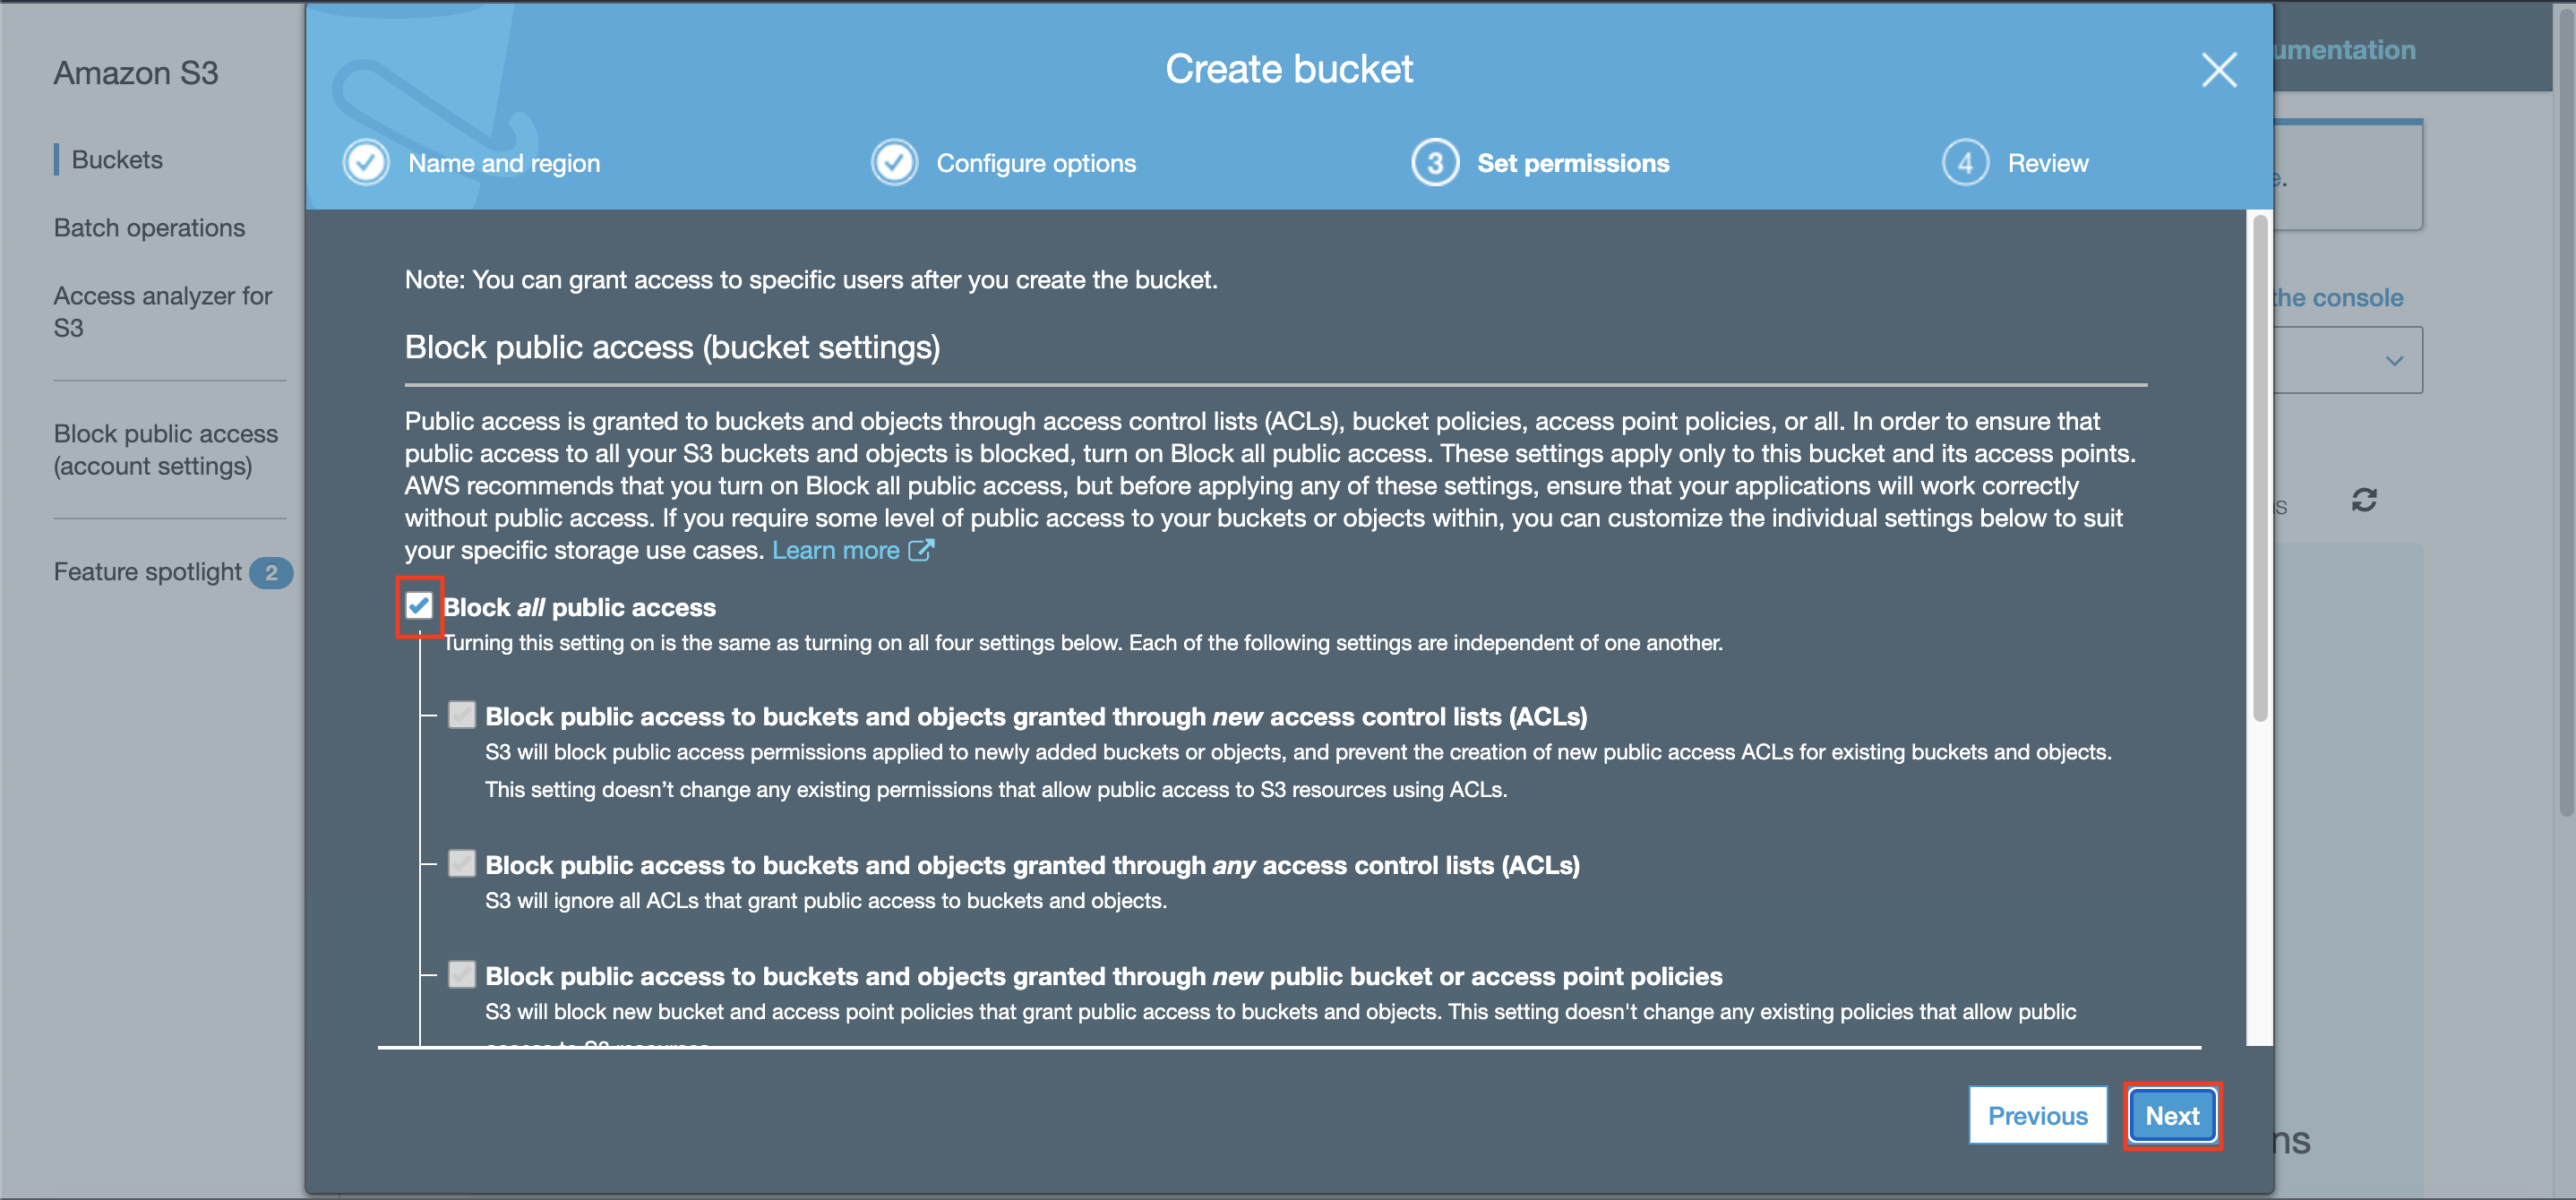 Amazon S3
Buckets
Batch operations
Access analyzer for
S3
Block public access
(account settings)
Feature spotlight 2
Create bucket
Name and region
Configure options
3 Set permissions
4 Review
Note: You can grant access to specific users after you create the bucket.
Block public access (bucket settings)
Public access is granted to buckets and objects through access control lists (ACLs), bucket policies, access point policies, or all. In order to ensure that
public access to all your S3 buckets and objects is blocked, turn on Block all public access. These settings apply only to this bucket and its access points.
AWS recommends that you turn on Block all public access, but before applying any of these settings, ensure that your applications will work correctly
without public access. If you require some level of public access to your buckets or objects within, you can customize the individual settings below to suit
your specific storage use cases. Learn more
Block all public access
Turning this setting on is the same as turning on all four settings below. Each of the following settings are independent of one another.
Block public access to buckets and objects granted through new access control lists (ACLs)
S3 will block public access permissions applied to newly added buckets or objects, and prevent the creation of new public access ACLs for existing buckets and objects.
This setting doesn’t change any existing permissions that allow public access to S3 resources using ACLs.
Block public access to buckets and objects granted through any access control lists (ACLs)
S3 will ignore all ACLs that grant public access to buckets and objects.
Block public access to buckets and objects granted through new public bucket or access point policies
S3 will block new bucket and access point policies that grant public access to buckets and objects. This setting doesn't change any existing policies that allow public
access to S3 resources
Previous
Next
umentation
e.
the console
s
ns